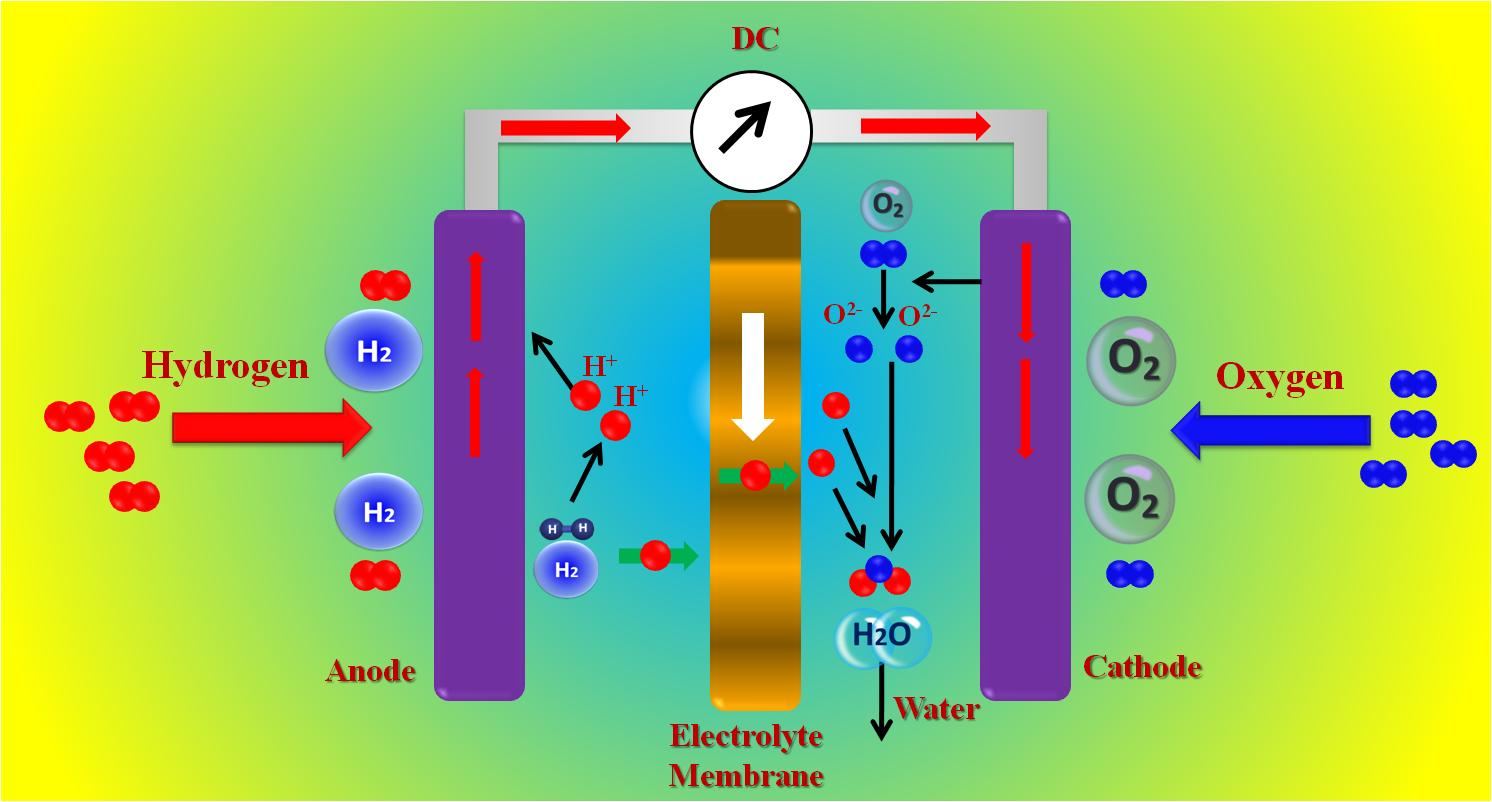 DC
O₂
O²⁻
O²⁻
H₂
Hydrogen
H⁺
H⁺
O₂
Oxygen
H₂
H-H
H₂
O₂
H₂O
Anode
Cathode
Water
Electrolyte
Membrane